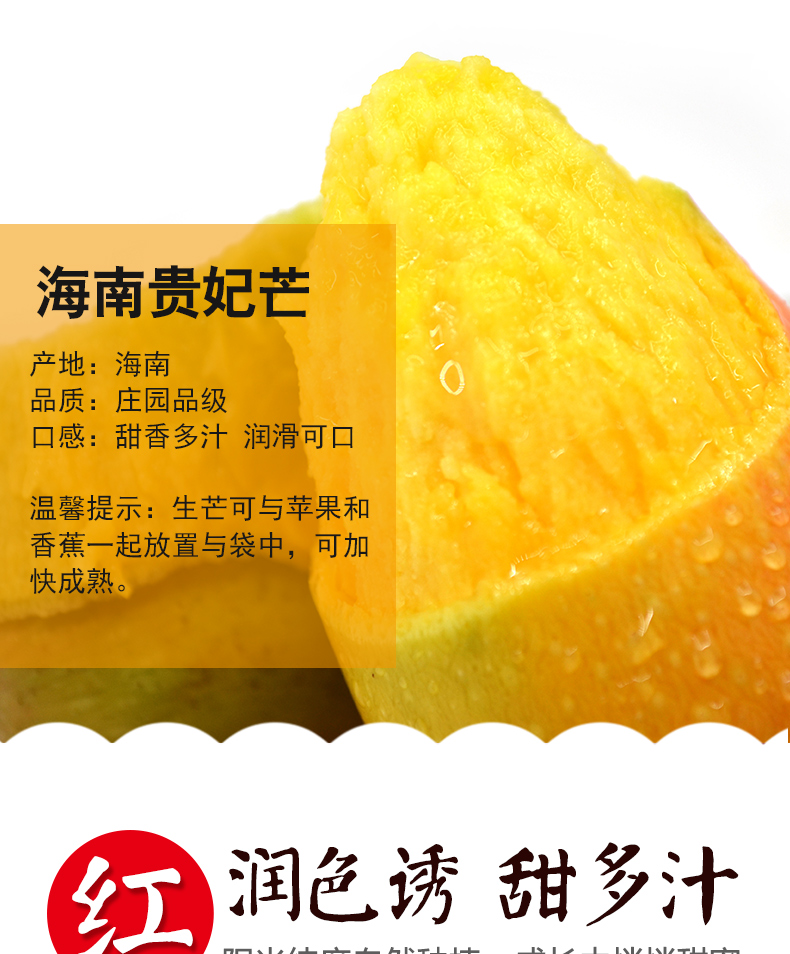 海南贵妃芒
产地：海南
品质：庄园品级
口感：甜香多汁 润滑可口
温馨提示：生芒可与苹果和
香蕉一起放置与袋中，可加
快成熟。
红润色诱 甜多汁